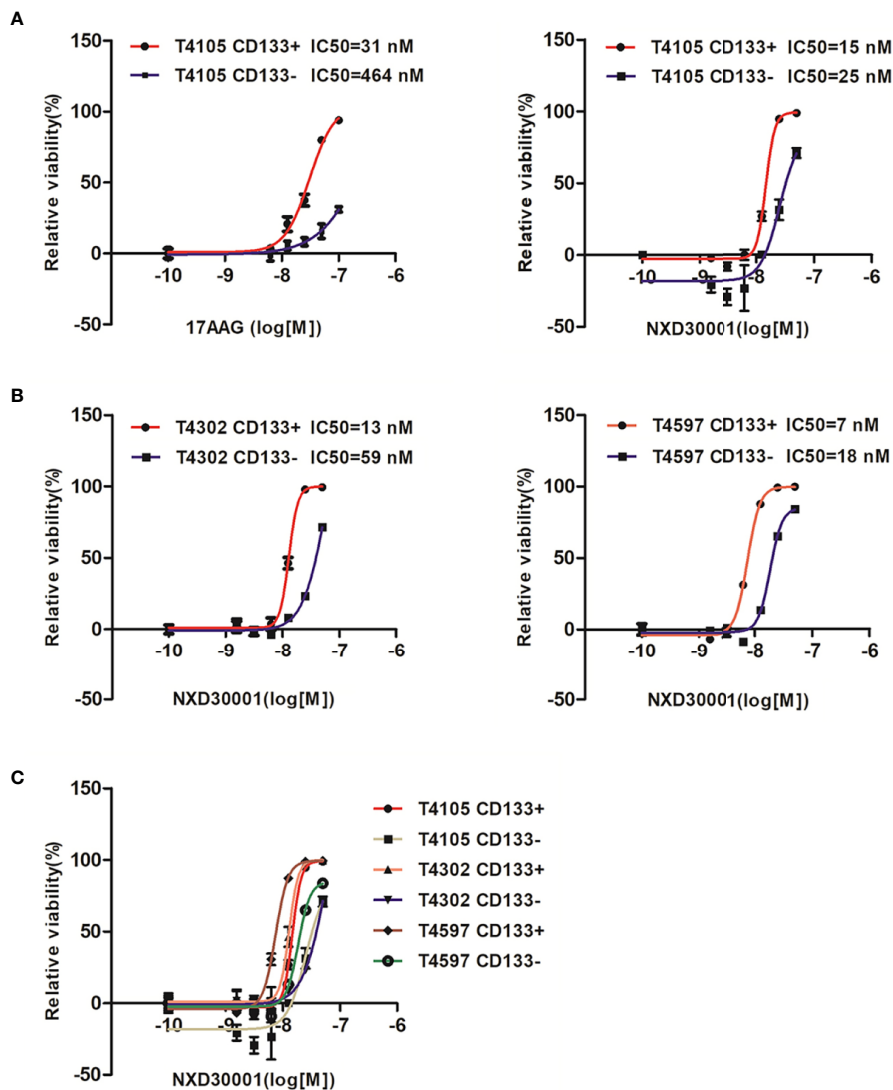 A
T4105 CD133+ IC50=31 nM
T4105 CD133- IC50=464 nM
Relative viability(%)
150
100
50
0
-50
-10
-9
-8
-7
-6
17AAG (log[M])
T4105 CD133+ IC50=15 nM
T4105 CD133- IC50=25 nM
Relative viability(%)
150
100
50
0
-50
-10
-9
-8
-7
-6
NXD30001(log[M])
B
T4302 CD133+ IC50=13 nM
T4302 CD133- IC50=59 nM
Relative viability(%)
150
100
50
0
-50
-10
-9
-8
-7
-6
NXD30001(log[M])
T4597 CD133+ IC50=7 nM
T4597 CD133- IC50=18 nM
Relative viability(%)
150
100
50
0
-50
-10
-9
-8
-7
-6
NXD30001(log[M])
C
Relative viability(%)
150
100
50
0
-50
-10
-9
-8
-7
-6
NXD30001(log[M])
T4105 CD133+
T4105 CD133-
T4302 CD133+
T4302 CD133-
T4597 CD133+
T4597 CD133-